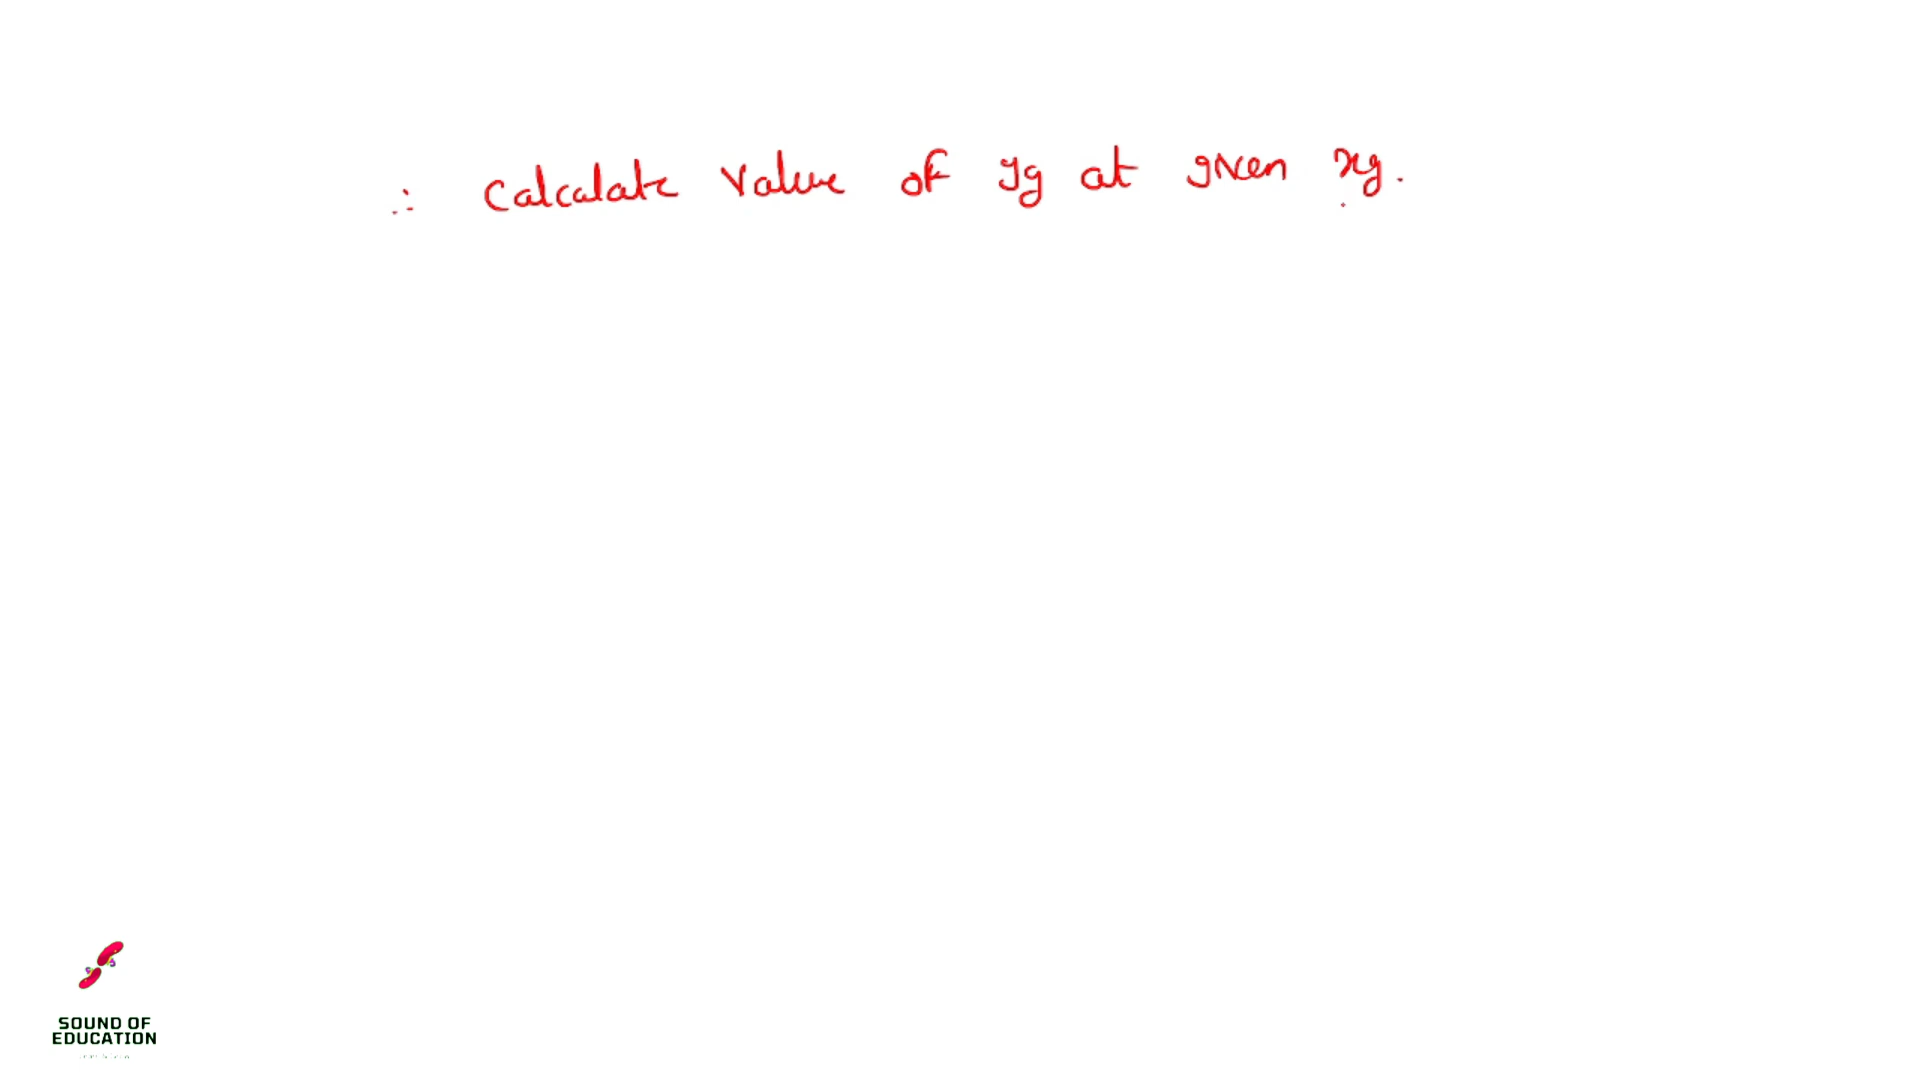 ∴ Calculate value of yg at given xg.
SOUND OF
EDUCATION